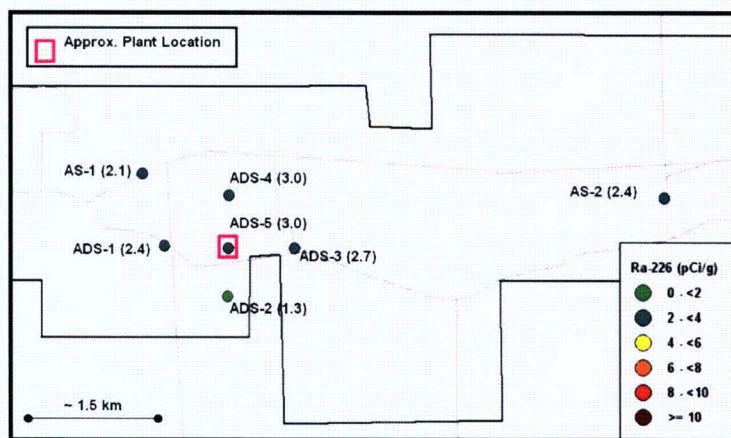 Approx. Plant Location
AS-1 (2.1)
ADS-4 (3.0)
AS-2 (2.4)
ADS-5 (3.0)
ADS-1 (2.4)
ADS-3 (2.7)
ADS-2 (1.3)
Ra-226 (pCi/g)
0 - <2
2 - <4
4 - <6
6 - <8
8 - <10
>= 10
~ 1.5 km